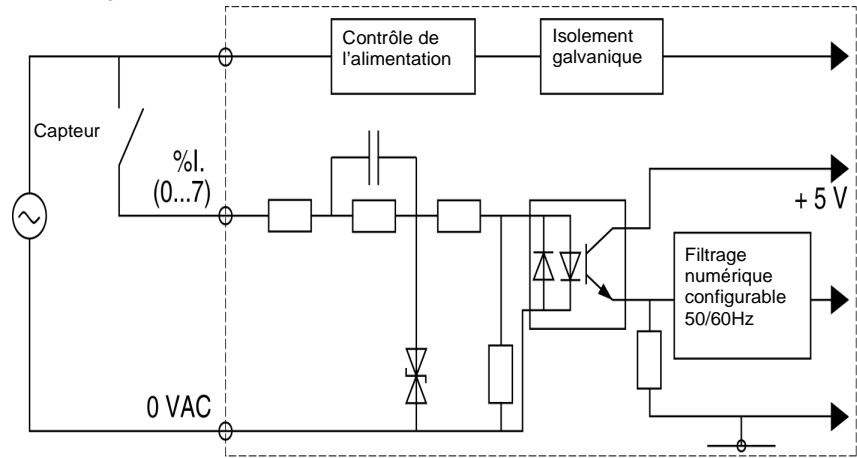 Contrôle de
l'alimentation
Isolement
galvanique
Capteur
%I.
(0...7)
+ 5 V
Filtrage
numérique
configurable
50/60Hz
0 VAC